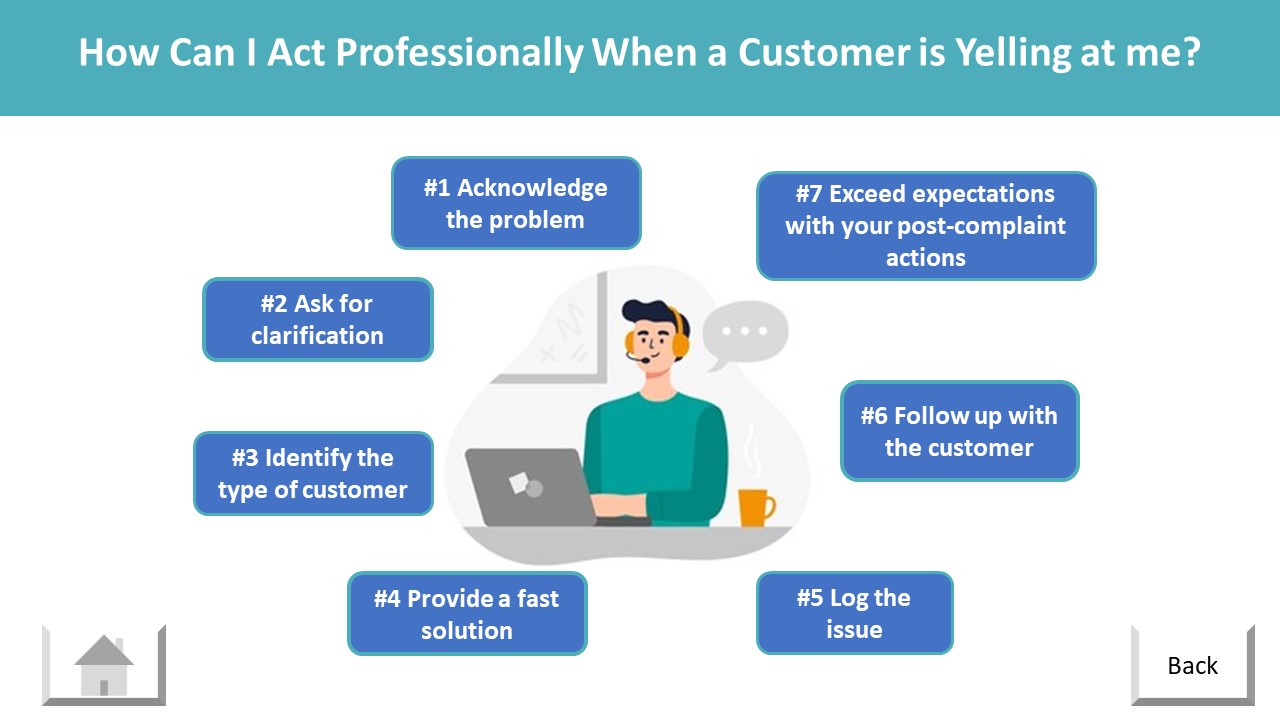 How Can I Act Professionally When a Customer is Yelling at me?
#1 Acknowledge
the problem
#2 Ask for
clarification
#3 Identify the
type of customer
#4 Provide a fast
solution
#5 Log the
issue
#6 Follow up with
the customer
#7 Exceed expectations
with your post-complaint
actions
Back